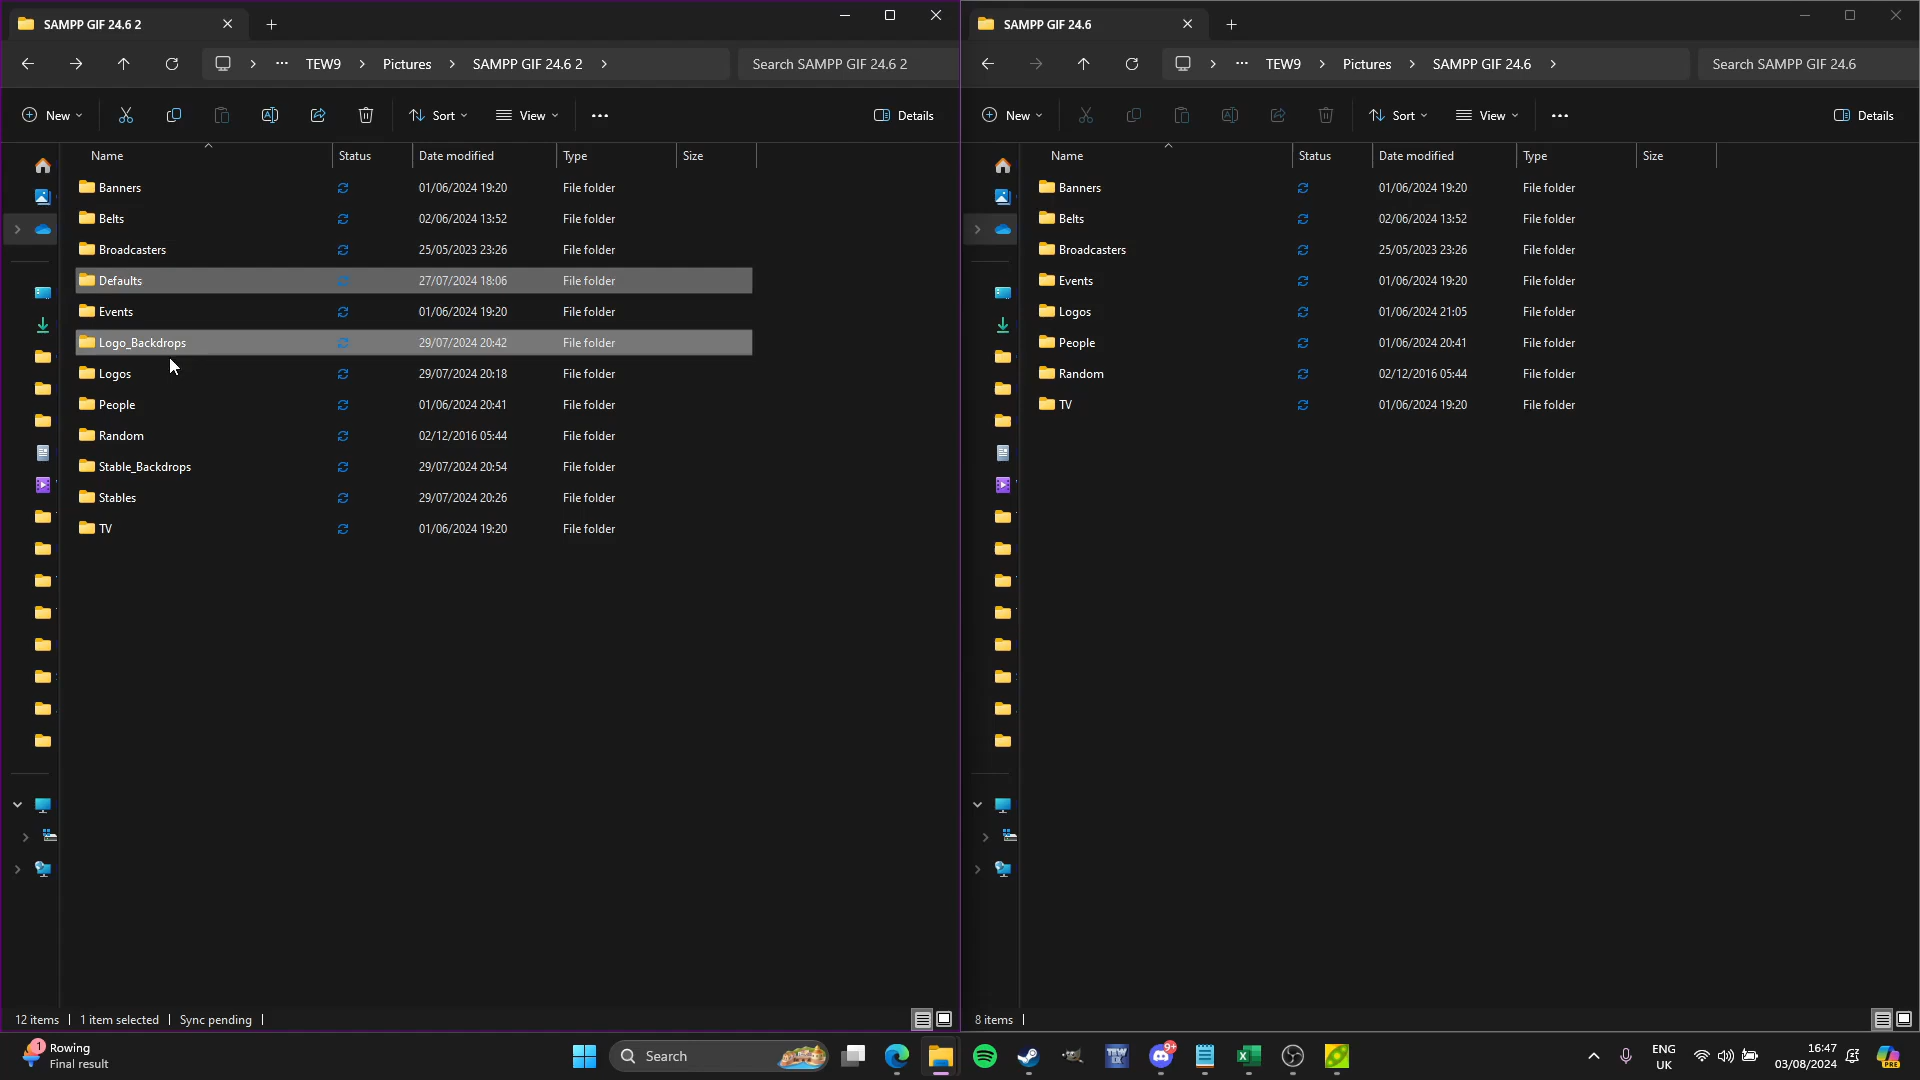 SAMPP GIF 24.6 2
TEW9 Pictures SAMPP GIF 24.6 2
Search SAMPP GIF 24.6 2
New Sort View Details
Name Status Date modified Type Size
Banners 01/06/2024 19:20 File folder
Belts 02/06/2024 13:52 File folder
Broadcasters 25/05/2023 23:26 File folder
Defaults 27/07/2024 18:06 File folder
Events 01/06/2024 19:20 File folder
Logo_Backdrops 29/07/2024 20:42 File folder
Logos 29/07/2024 20:18 File folder
People 01/06/2024 20:41 File folder
Random 02/12/2016 05:44 File folder
Stable_Backdrops 29/07/2024 20:54 File folder
Stables 29/07/2024 20:26 File folder
TV 01/06/2024 19:20 File folder
12 items 1 item selected Sync pending
SAMPP GIF 24.6
TEW9 Pictures SAMPP GIF 24.6
Search SAMPP GIF 24.6
New Sort View Details
Name Status Date modified Type Size
Banners 01/06/2024 19:20 File folder
Belts 02/06/2024 13:52 File folder
Broadcasters 25/05/2023 23:26 File folder
Events 01/06/2024 19:20 File folder
Logos 01/06/2024 21:05 File folder
People 01/06/2024 20:41 File folder
Random 02/12/2016 05:44 File folder
TV 01/06/2024 19:20 File folder
8 items
1
Rowing
Final result
Search
TEW
9+
ENG
UK
16:47
03/08/2024
PRE